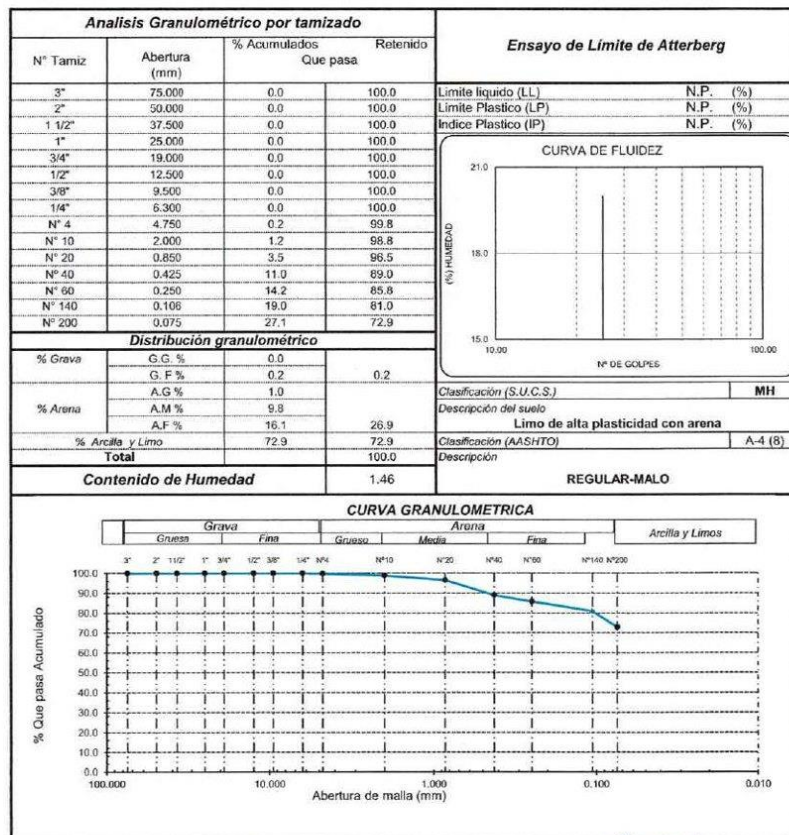 Analisis Granulométrico por tamizado
N° Tamiz Abertura (mm) % Acumulados Retenido Que pasa
3" 75.000 0.0 100.0
2" 50.000 0.0 100.0
1 1/2" 37.500 0.0 100.0
1" 25.000 0.0 100.0
3/4" 19.000 0.0 100.0
1/2" 12.500 0.0 100.0
3/8" 9.500 0.0 100.0
1/4" 6.300 0.0 100.0
N° 4 4.750 0.2 99.8
N° 10 2.000 1.2 98.8
N° 20 0.850 3.5 96.5
N° 40 0.425 11.0 89.0
N° 60 0.250 14.2 85.8
N° 140 0.106 19.0 81.0
N° 200 0.075 27.1 72.9
Distribución granulométrico
% Grava G.G. % 0.0
G. F % 0.2 0.2
A.G % 1.0
% Arena A.M % 9.8
A.F % 16.1 26.9
% Arcilla y Limo 72.9 72.9
Total 100.0
Contenido de Humedad 1.46
Ensayo de Límite de Atterberg
Limite liquido (LL) N.P. (%)
Limite Plastico (LP) N.P. (%)
Indice Plastico (IP) N.P. (%)
CURVA DE FLUIDEZ
21.0
18.0
15.0
(%) HUMEDAD
10.00 100.00
N° DE GOLPES
Clasificación (S.U.C.S.) MH
Descripción del suelo
Limo de alta plasticidad con arena
Clasificación (AASHTO) A-4 (8)
Descripción
REGULAR-MALO
CURVA GRANULOMETRICA
Grava Arena Arcilla y Limos
Gruesa Fina Grueso Media Fina
3" 2" 11/2" 1" 3/4" 1/2" 3/8" 1/4" N°4 N°10 N°20 N°40 N°60 N°140 N°200
100.0
90.0
80.0
70.0
60.0
50.0
40.0
30.0
20.0
10.0
0.0
% Que pasa Acumulado
100.000 10.000 1.000 0.100 0.010
Abertura de malla (mm)